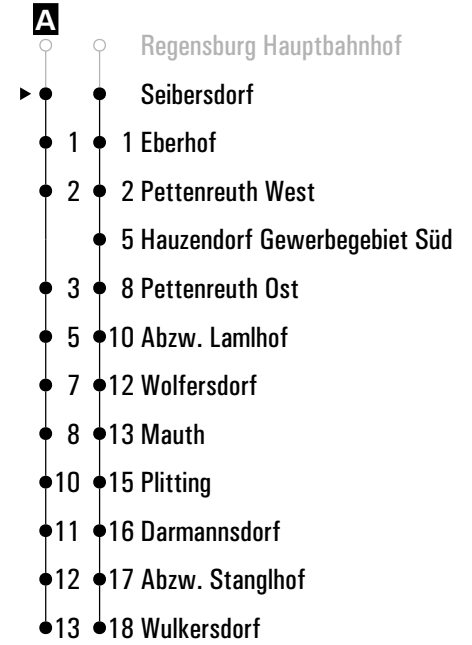 A
Regensburg Hauptbahnhof
Seibersdorf
1 1 Eberhof
2 2 Pettenreuth West
5 Hauzendorf Gewerbegebiet Süd
3 8 Pettenreuth Ost
5 10 Abzw. Lamlhof
7 12 Wolfersdorf
8 13 Mauth
10 15 Plitting
11 16 Darmannsdorf
12 17 Abzw. Stanglhof
13 18 Wulkersdorf